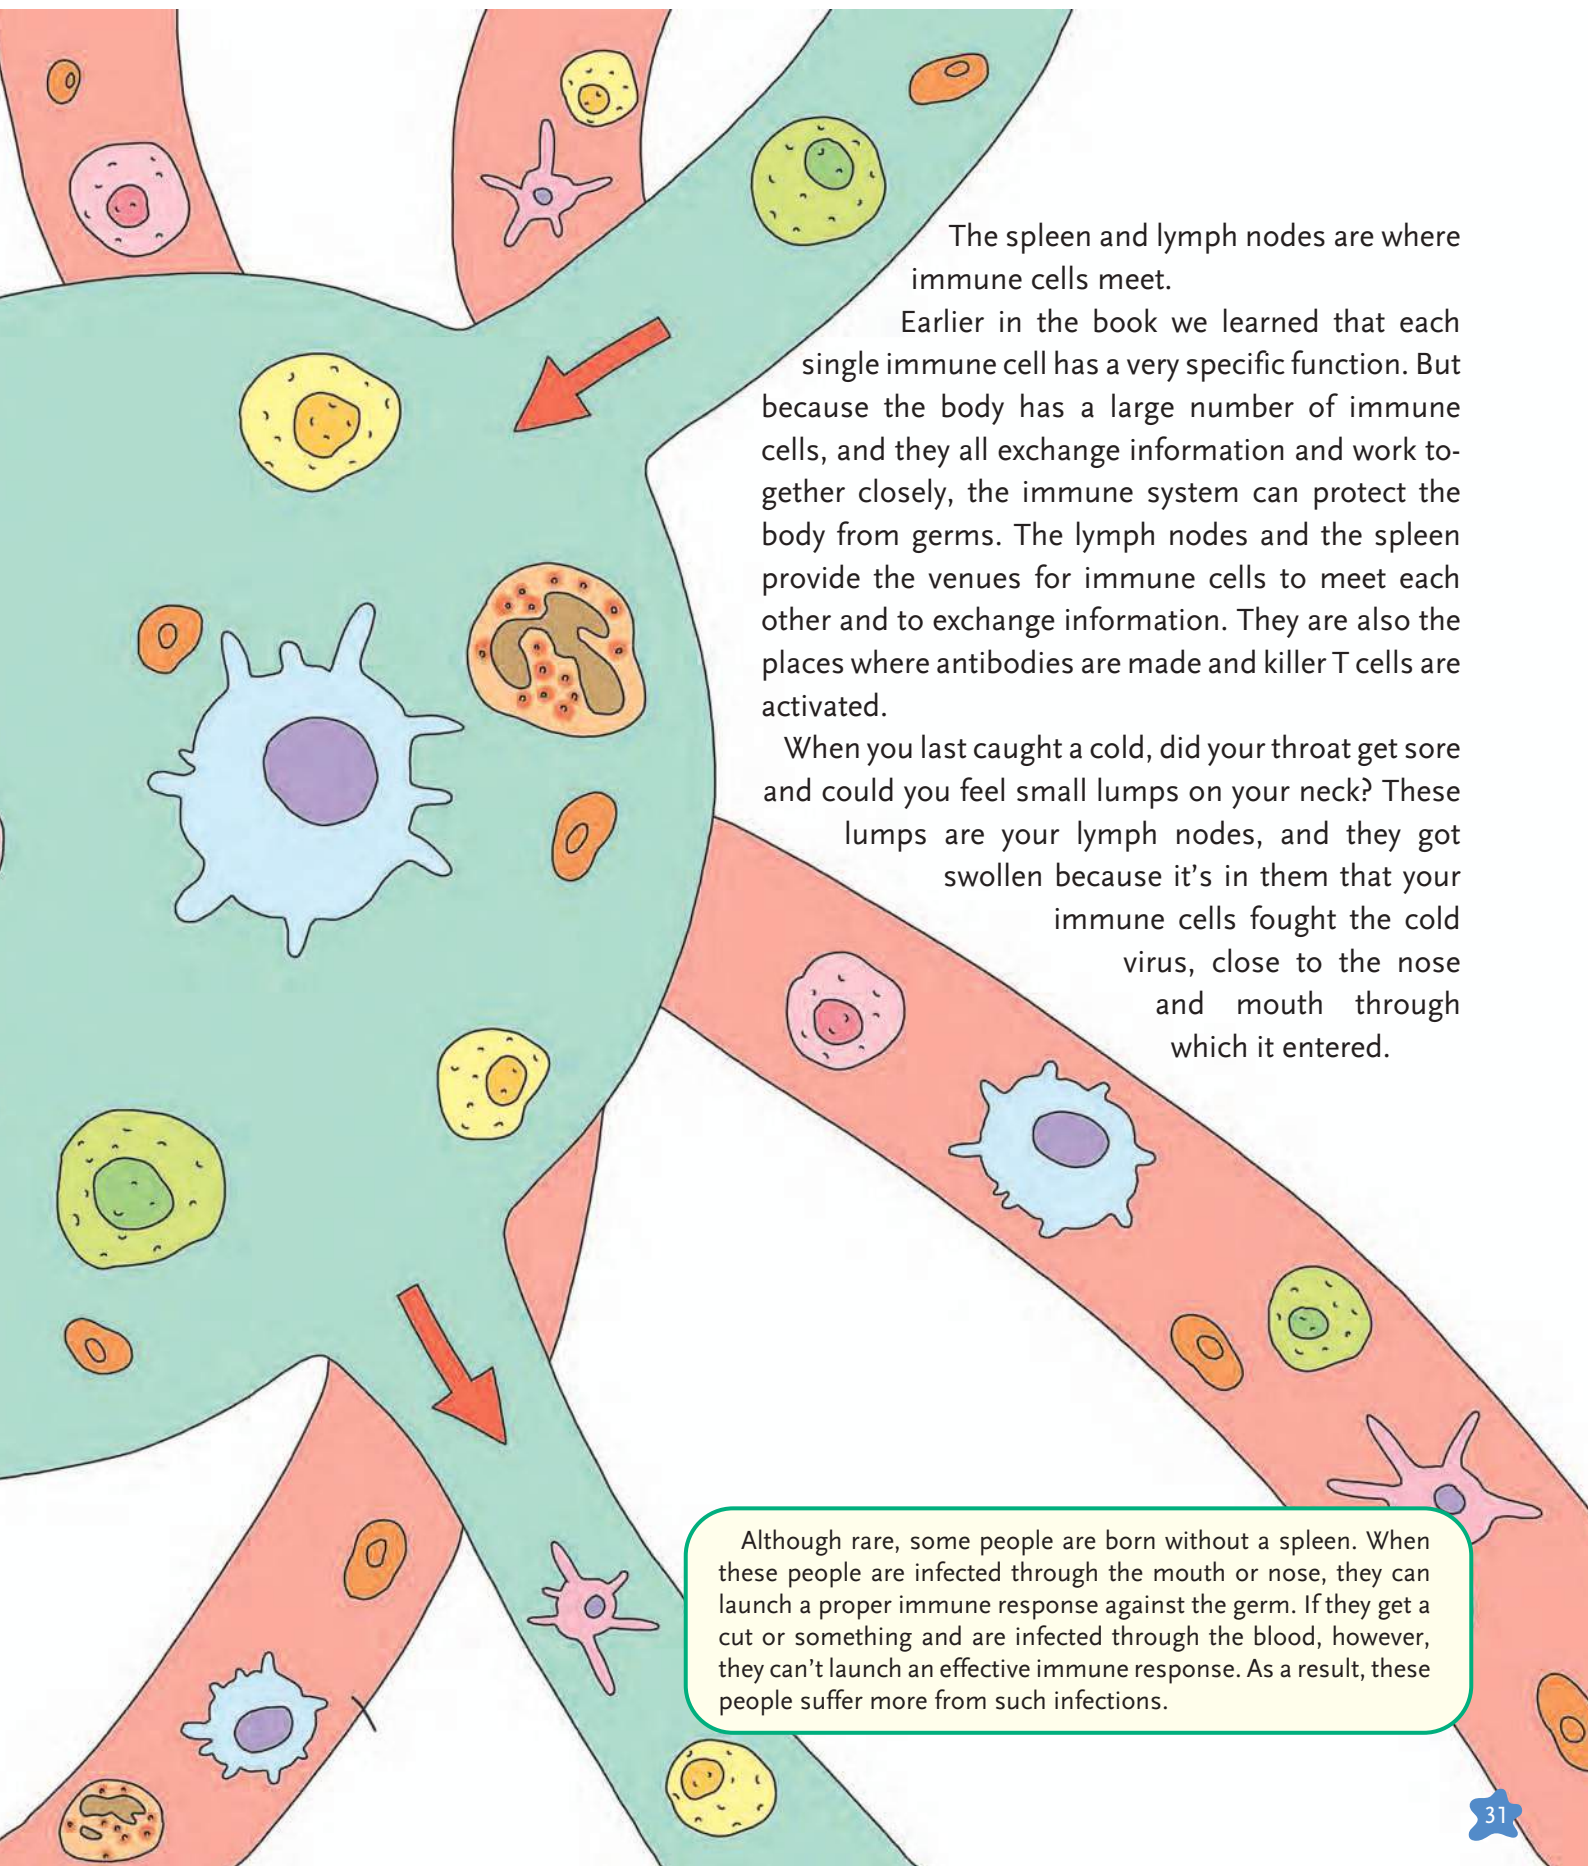 The spleen and lymph nodes are where
immune cells meet.
Earlier in the book we learned that each
single immune cell has a very specific function. But
because the body has a large number of immune
cells, and they all exchange information and work to-
gether closely, the immune system can protect the
body from germs. The lymph nodes and the spleen
provide the venues for immune cells to meet each
other and to exchange information. They are also the
places where antibodies are made and killer T cells are
activated.
When you last caught a cold, did your throat get sore
and could you feel small lumps on your neck? These
lumps are your lymph nodes, and they got
swollen because it's in them that your
immune cells fought the cold
virus, close to the nose
and mouth through
which it entered.
Although rare, some people are born without a spleen. When
these people are infected through the mouth or nose, they can
launch a proper immune response against the germ. If they get a
cut or something and are infected through the blood, however,
they can't launch an effective immune response. As a result, these
people suffer more from such infections.
31